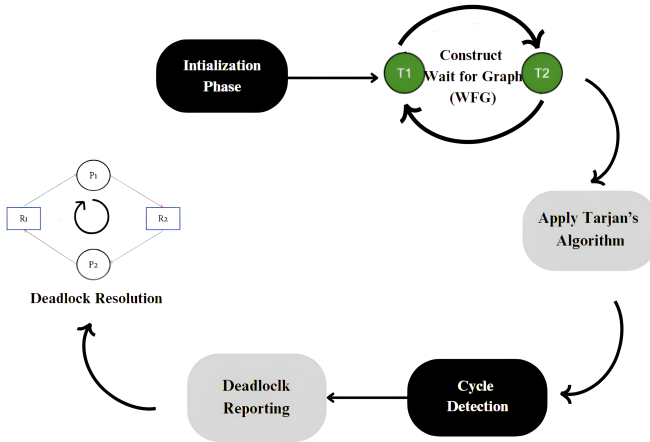 Intialization
Phase
Construct
T1
Wait for Graph
T2
(WFG)
Apply Tarjan's
Algorithm
P1
R1
R2
P2
Deadlock Resolution
Deadloclk
Reporting
Cycle
Detection